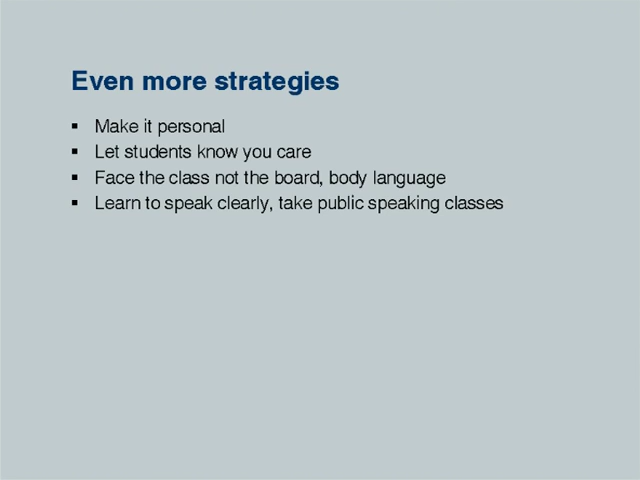 Even more strategies
▪ Make it personal
▪ Let students know you care
▪ Face the class not the board, body language
▪ Learn to speak clearly, take public speaking classes